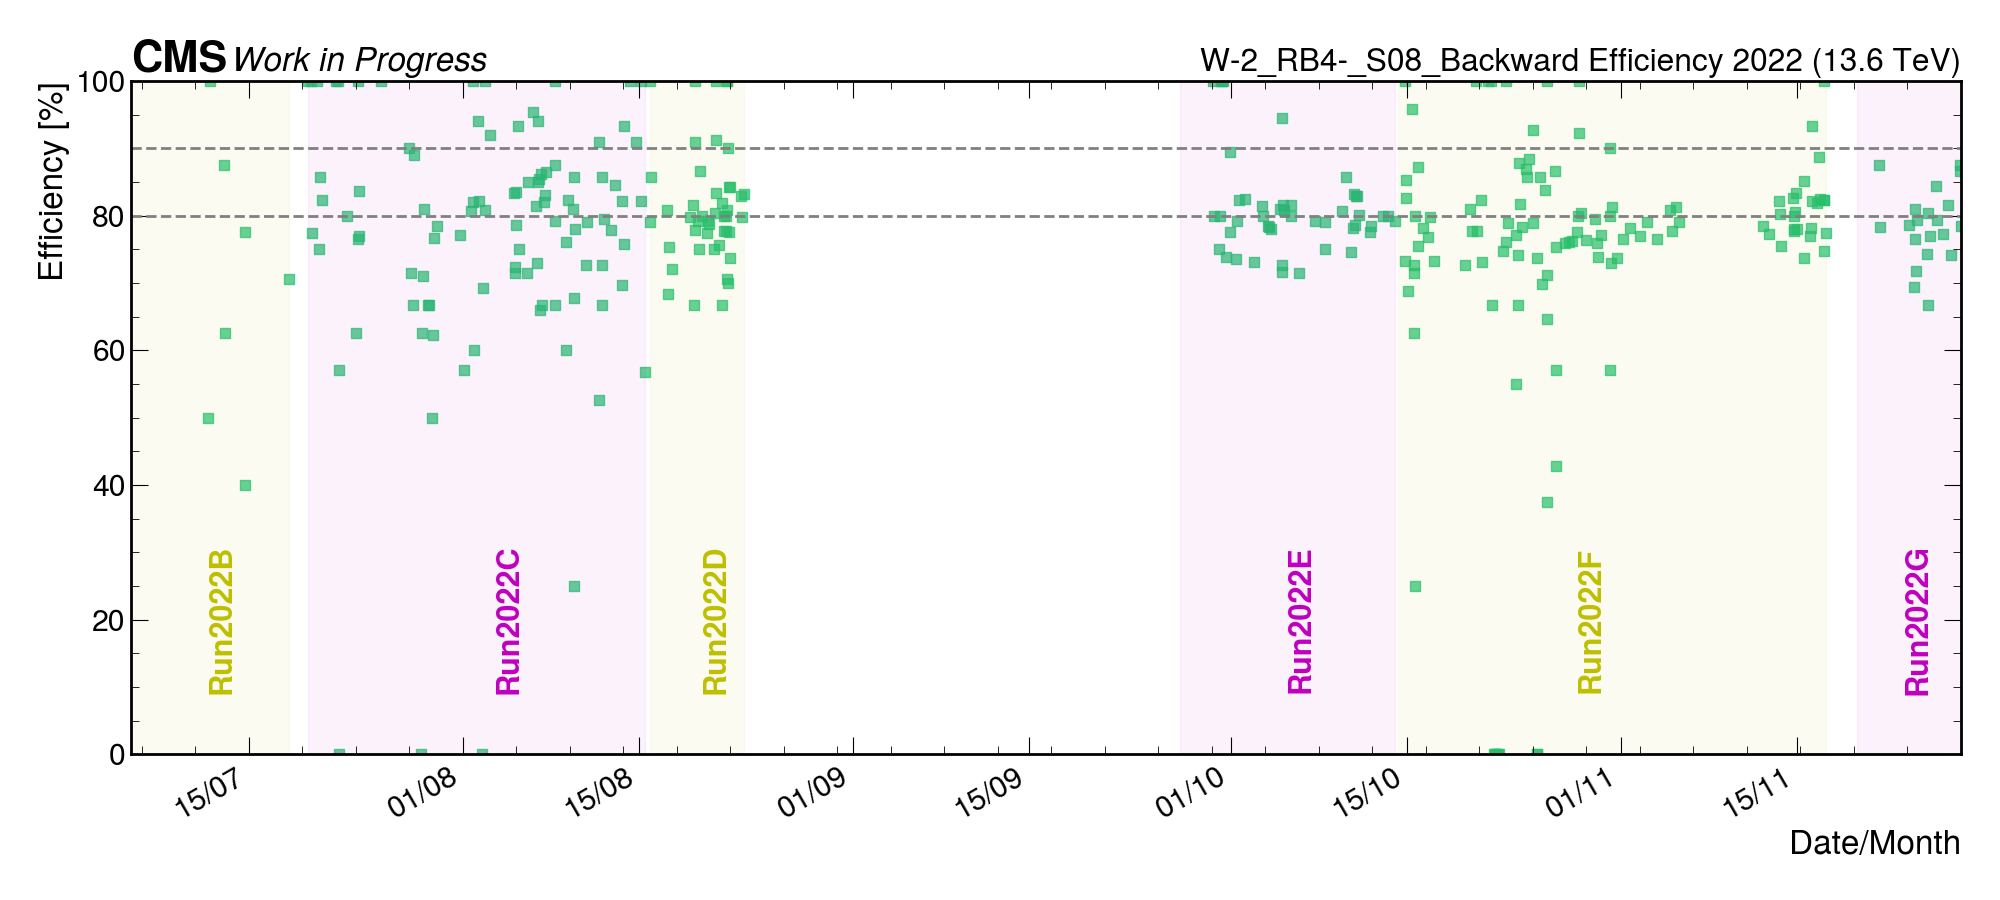 CMS Work in Progress
W-2_RB4-_S08_Backward Efficiency 2022 (13.6 TeV)
Efficiency [%]
100
80
60
40
20
0
Run2022B
Run2022C
Run2022D
Run2022E
Run2022F
Run2022G
15/07
01/08
15/08
01/09
15/09
01/10
15/10
01/11
15/11
Date/Month